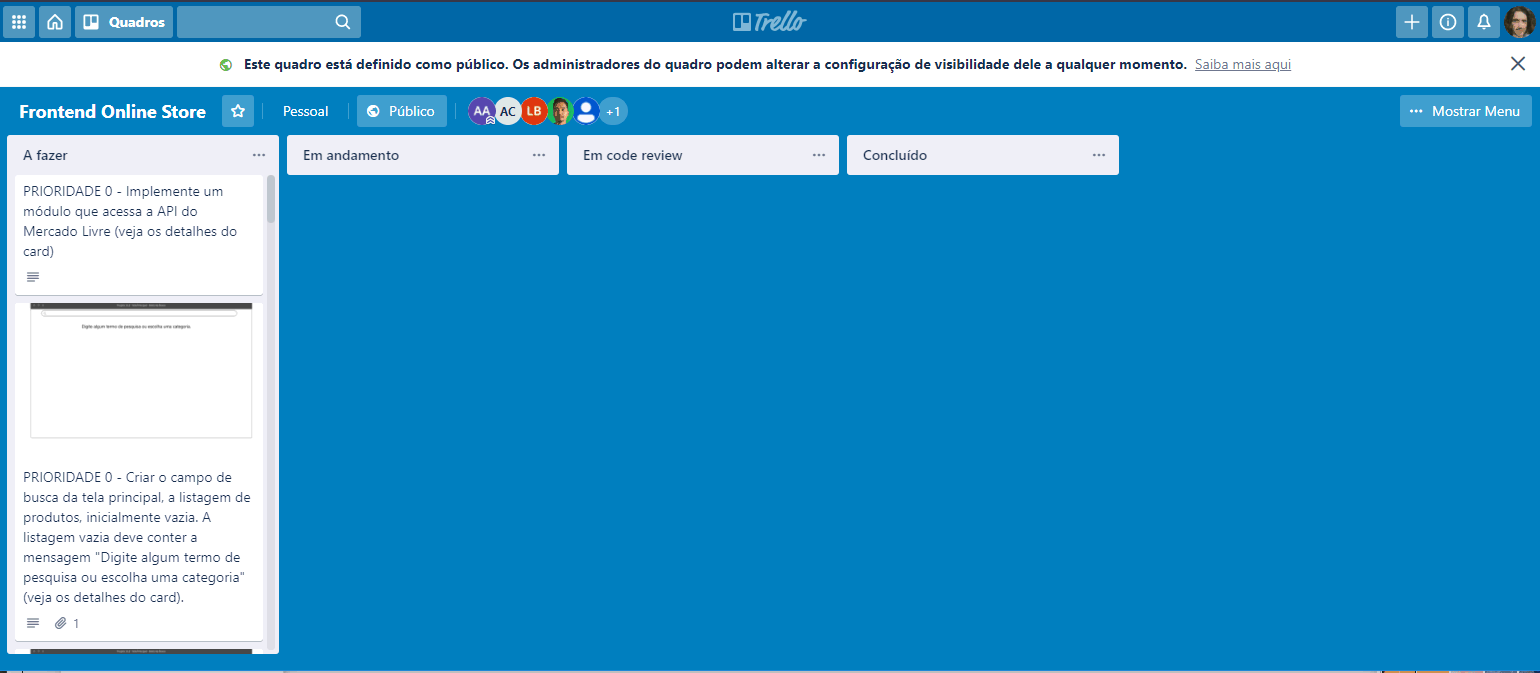 Quadros
Trello
Este quadro está definido como público. Os administradores do quadro podem alterar a configuração de visibilidade dele a qualquer momento. Saiba mais aqui
Frontend Online Store
Pessoal
Público
AA
AC
LB
+1
Mostrar Menu
A fazer
Em andamento
Em code review
Concluído
PRIORIDADE 0 - Implemente um
módulo que acessa a API do
Mercado Livre (veja os detalhes do
card)
Digite algum termo de pesquisa ou escolha uma categoria
PRIORIDADE 0 - Criar o campo de
busca da tela principal, a listagem de
produtos, inicialmente vazia. A
listagem vazia deve conter a
mensagem "Digite algum termo de
pesquisa ou escolha uma categoria"
(veja os detalhes do card).
1